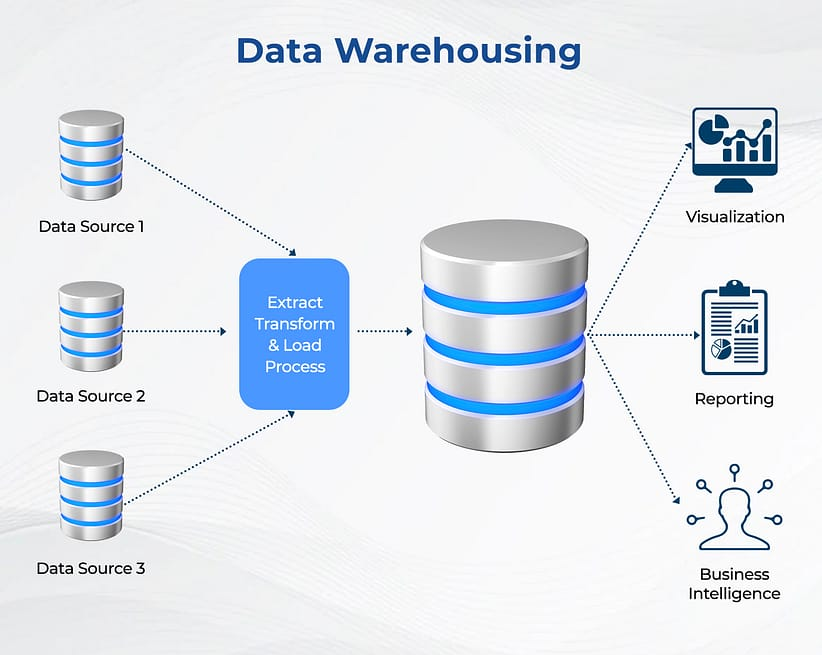 Data Warehousing
Data Source 1
Data Source 2
Data Source 3
Extract
Transform
& Load
Process
Visualization
Reporting
Business
Intelligence